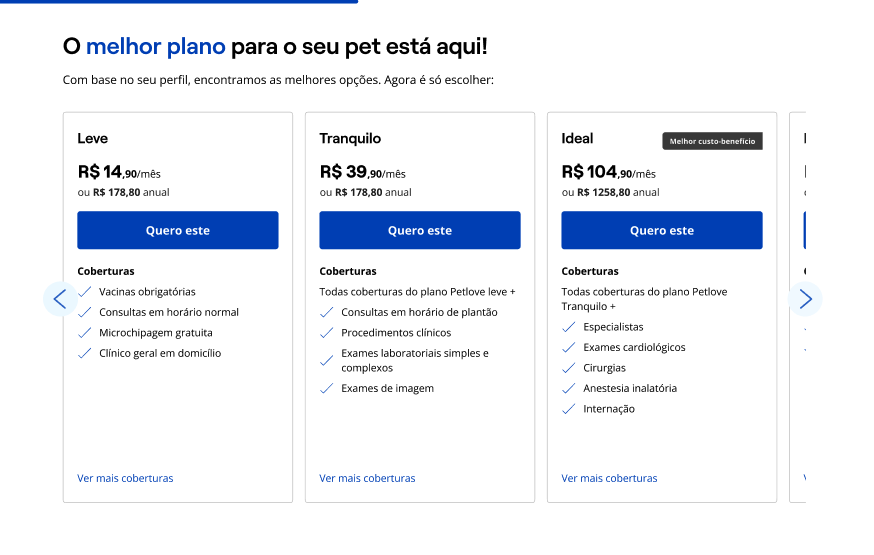 O melhor plano para o seu pet está aqui!
Com base no seu perfil, encontramos as melhores opções. Agora é só escolher:
Leve
R$ 14,90/mês
ou R$ 178,80 anual
Quero este
Coberturas
Vacinas obrigatórias
Consultas em horário normal
Microchipagem gratuita
Clínico geral em domicílio
Ver mais coberturas
Tranquilo
R$ 39,90/mês
ou R$ 178,80 anual
Quero este
Coberturas
Todas coberturas do plano Petlove leve +
Consultas em horário de plantão
Procedimentos clínicos
Exames laboratoriais simples e
complexos
Exames de imagem
Ver mais coberturas
Ideal
Melhor custo-benefício
R$ 104,90/mês
ou R$ 1258,80 anual
Quero este
Coberturas
Todas coberturas do plano Petlove
Tranquilo +
Especialistas
Exames cardiológicos
Cirurgias
Anestesia inalatória
Internação
Ver mais coberturas